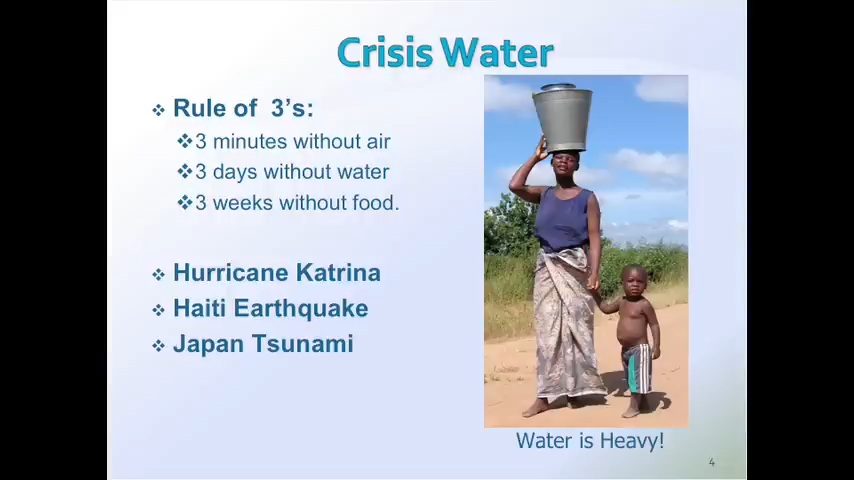 Crisis Water
Rule of 3's:
3 minutes without air
3 days without water
3 weeks without food.
Hurricane Katrina
Haiti Earthquake
Japan Tsunami
Water is Heavy!
4